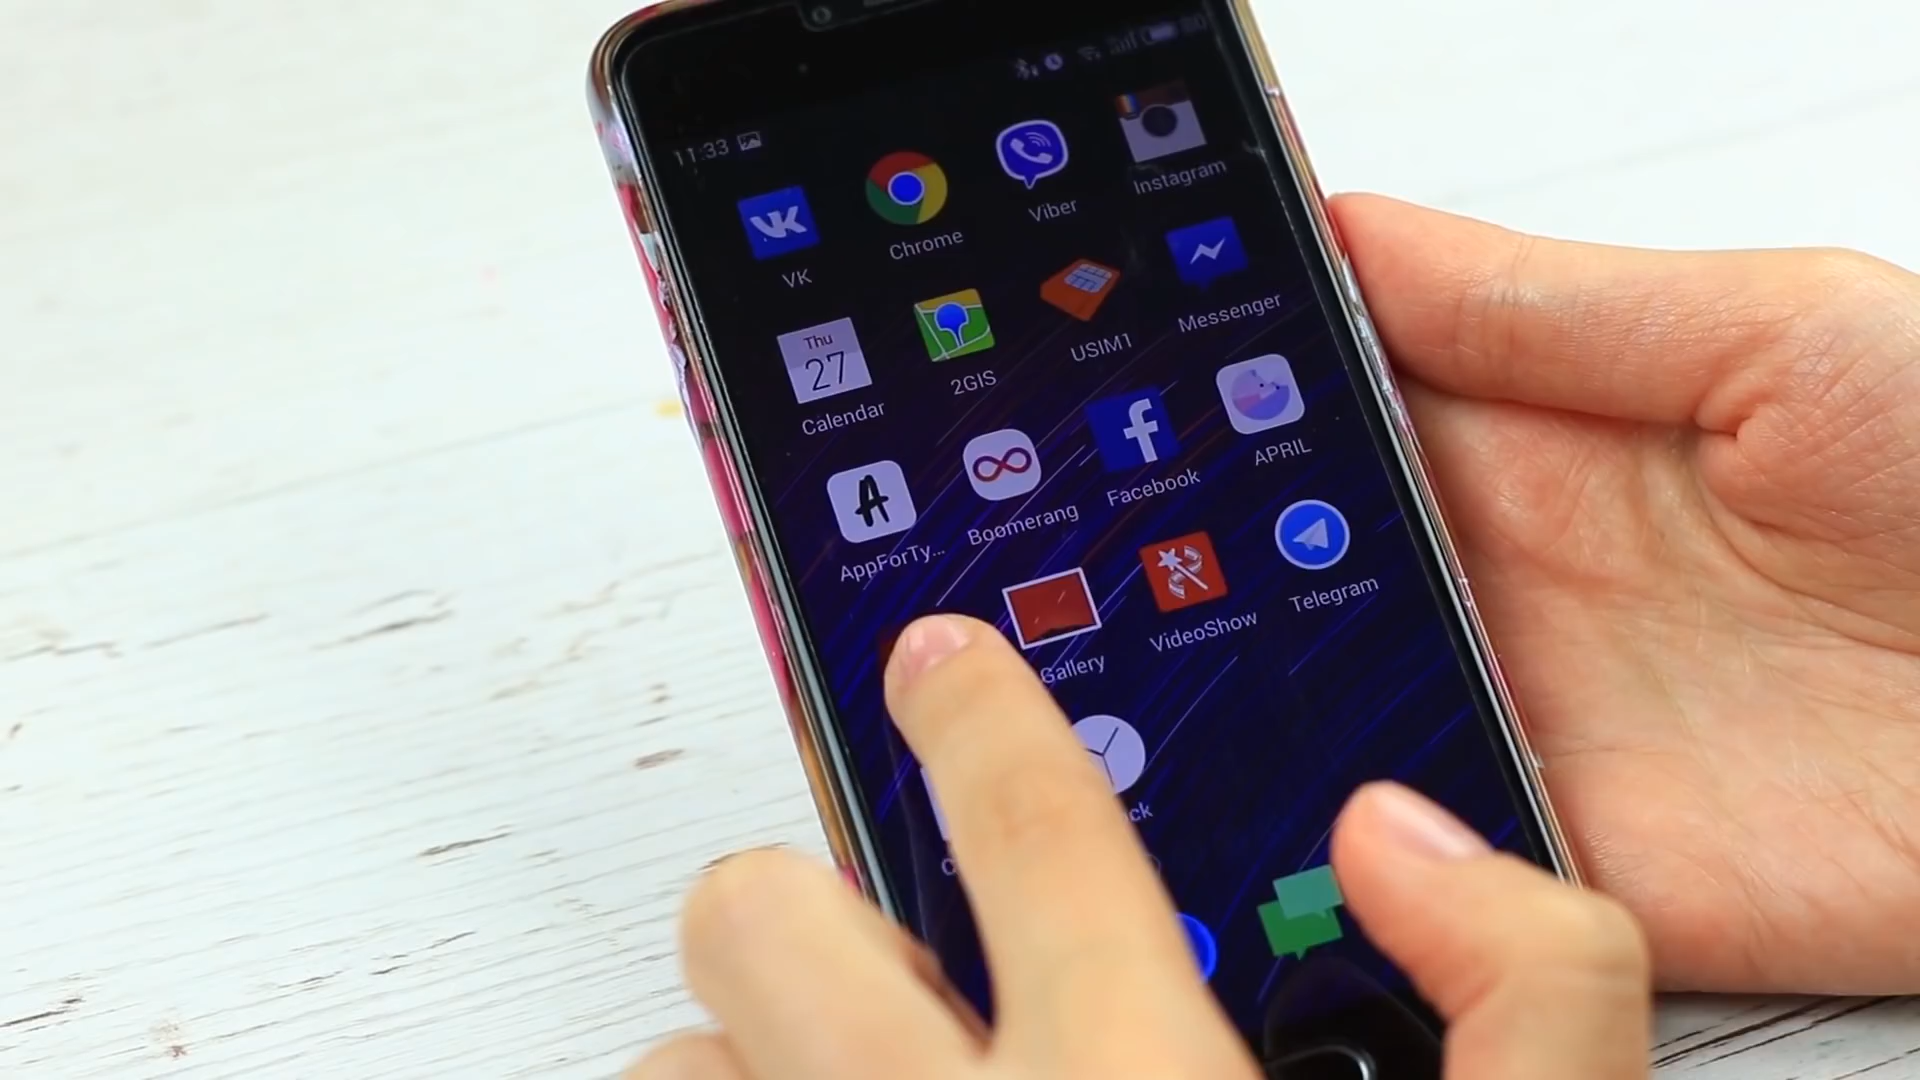 11:33
VK
Chrome
Viber
Instagram
Thu
27
Calendar
2GIS
USIM1
Messenger
A
AppForTy...
Boomerang
f
Facebook
APRIL
Gallery
VideoShow
Telegram